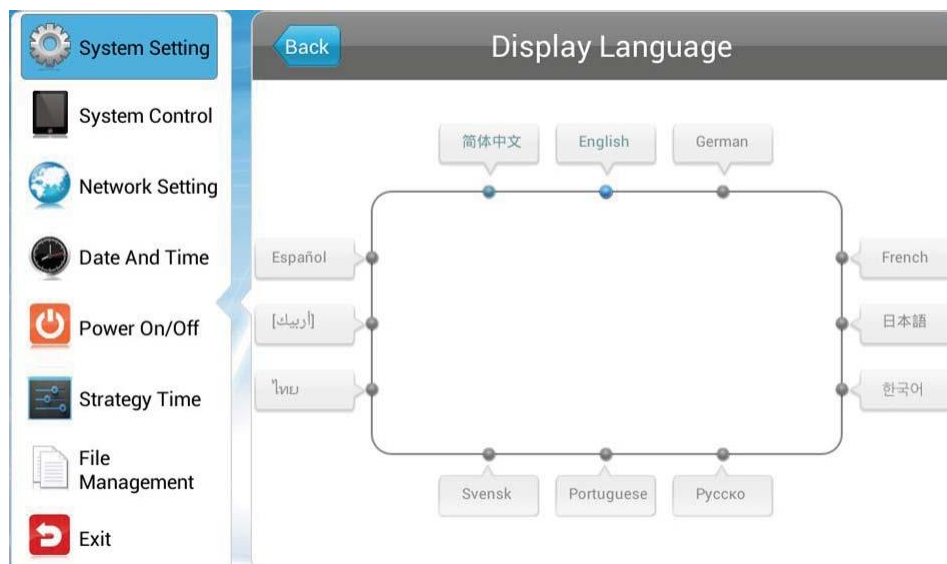 System Setting
System Control
Network Setting
Date And Time
Power On/Off
Strategy Time
File
Management
Exit
Back
Display Language
简体中文
English
German
Español
French
[أربيك]
日本語
ไทย
한국어
Svensk
Portuguese
Русско